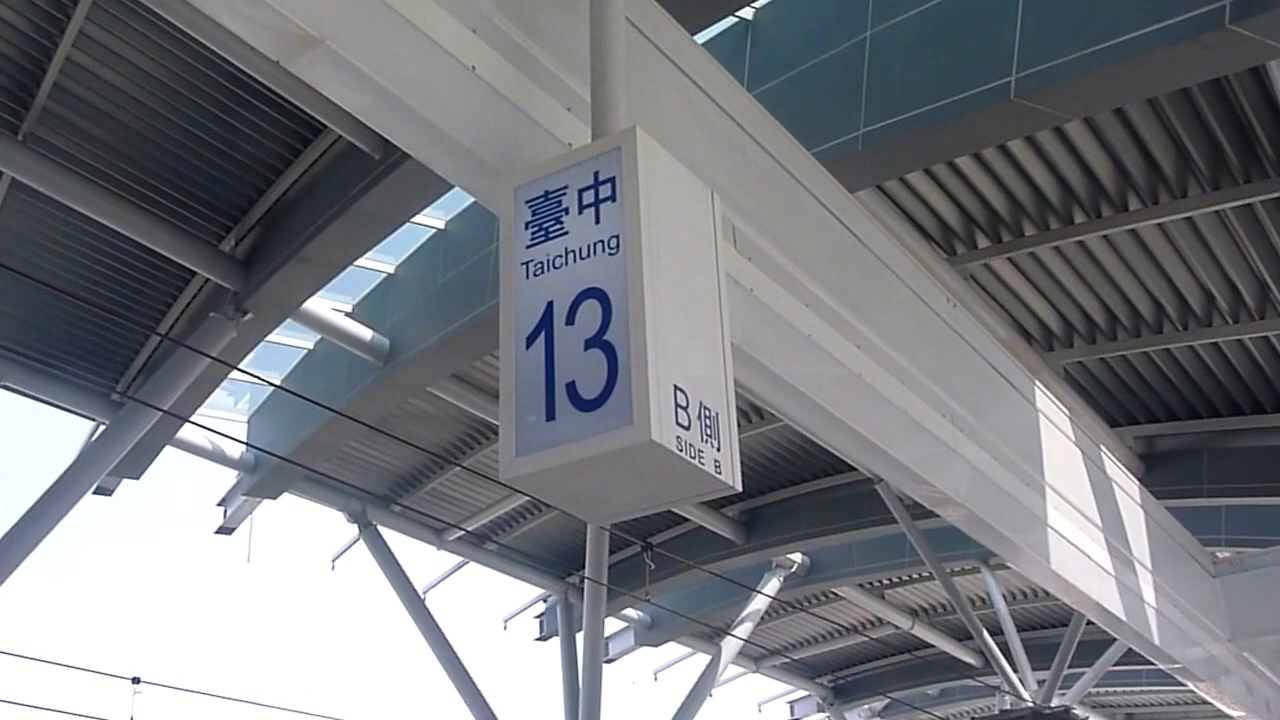 臺中
Taichung
13
B側
SIDE B